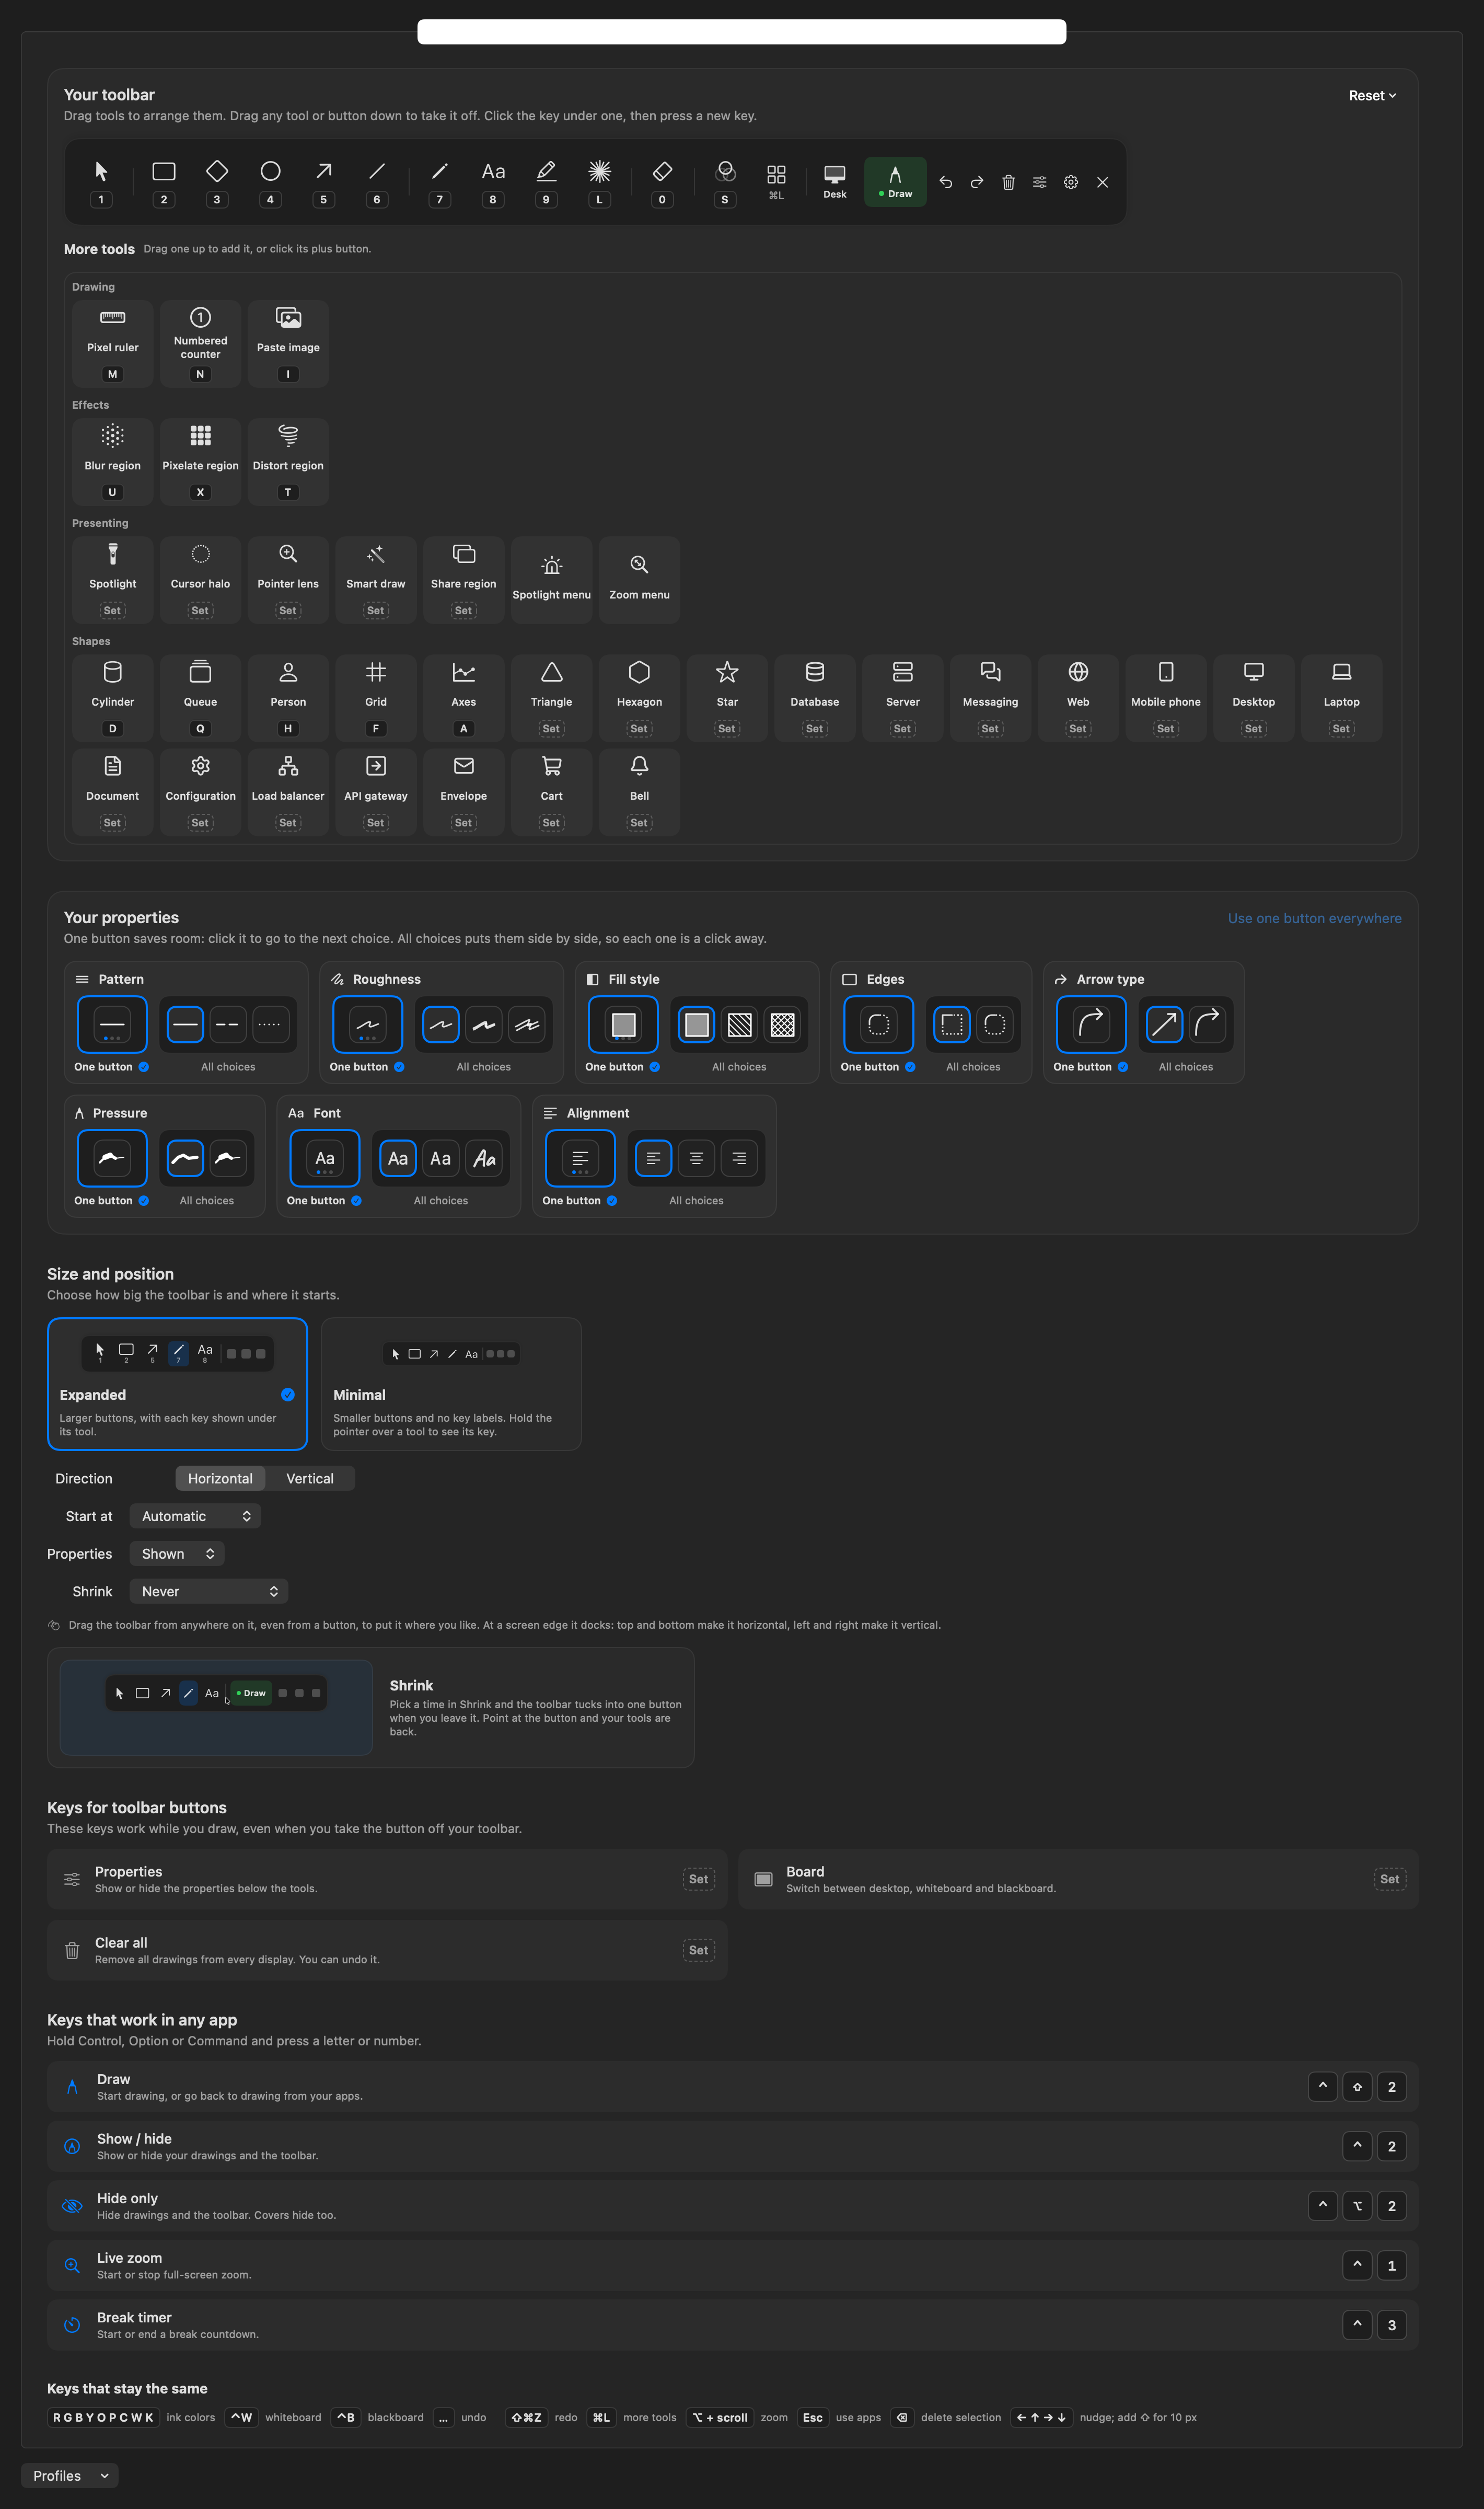 Your toolbar
Reset
Drag tools to arrange them. Drag any tool or button down to take it off. Click the key under one, then press a new key.
Aa
Desk
Draw
1 2 3 4 5 6 7 8 9 L 0 S ⌘L
More tools Drag one up to add it, or click its plus button.
Drawing
1
Pixel ruler Numbered counter Paste image
M N I
Effects
Blur region Pixelate region Distort region
U X T
Presenting
Spotlight Cursor halo Pointer lens Smart draw Share region Spotlight menu Zoom menu
Set Set Set Set Set
Shapes
Cylinder Queue Person Grid Axes Triangle Hexagon Star Database Server Messaging Web Mobile phone Desktop Laptop
D Q H F A Set Set Set Set Set Set Set Set Set Set
Document Configuration Load balancer API gateway Envelope Cart Bell
Set Set Set Set Set Set Set
Your properties
Use one button everywhere
One button saves room: click it to go to the next choice. All choices puts them side by side, so each one is a click away.
Pattern Roughness Fill style Edges Arrow type
One button All choices One button All choices One button All choices One button All choices One button All choices
Pressure Aa Font Alignment
Aa Aa Aa Aa
One button All choices One button All choices One button All choices
Size and position
Choose how big the toolbar is and where it starts.
Aa Aa
1 2 5 7 8
Expanded
Larger buttons, with each key shown under
its tool.
Minimal
Smaller buttons and no key labels. Hold the
pointer over a tool to see its key.
Direction Horizontal Vertical
Start at Automatic
Properties Shown
Shrink Never
Drag the toolbar from anywhere on it, even from a button, to put it where you like. At a screen edge it docks: top and bottom make it horizontal, left and right make it vertical.
Aa Draw
Shrink
Pick a time in Shrink and the toolbar tucks into one button
when you leave it. Point at the button and your tools are
back.
Keys for toolbar buttons
These keys work while you draw, even when you take the button off your toolbar.
Properties
Show or hide the properties below the tools.
Set
Board
Switch between desktop, whiteboard and blackboard.
Set
Clear all
Remove all drawings from every display. You can undo it.
Set
Keys that work in any app
Hold Control, Option or Command and press a letter or number.
Draw
Start drawing, or go back to drawing from your apps.
^ ⇧ 2
Show / hide
Show or hide your drawings and the toolbar.
^ 2
Hide only
Hide drawings and the toolbar. Covers hide too.
^ ⌥ 2
Live zoom
Start or stop full-screen zoom.
^ 1
Break timer
Start or end a break countdown.
^ 3
Keys that stay the same
R G B Y O P C W K ink colors ^W whiteboard ^B blackboard ... undo ⇧⌘Z redo ⌘L more tools ⌥ + scroll zoom Esc use apps ⌫ delete selection ← ↑ → ↓ nudge; add ⇧ for 10 px
Profiles